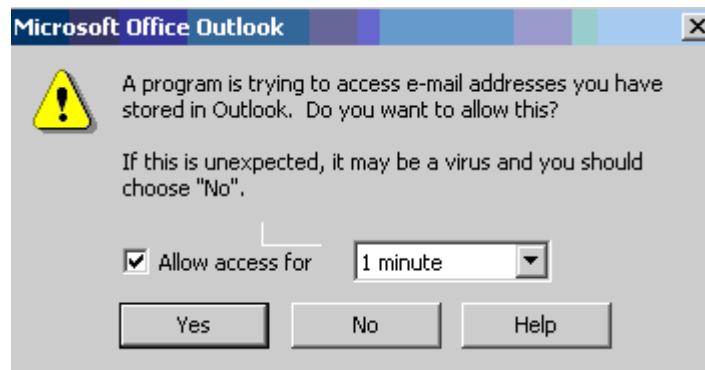 Microsoft Office Outlook
A program is trying to access e-mail addresses you have
stored in Outlook.  Do you want to allow this?
If this is unexpected, it may be a virus and you should
choose "No".
Allow access for 1 minute
Yes No Help